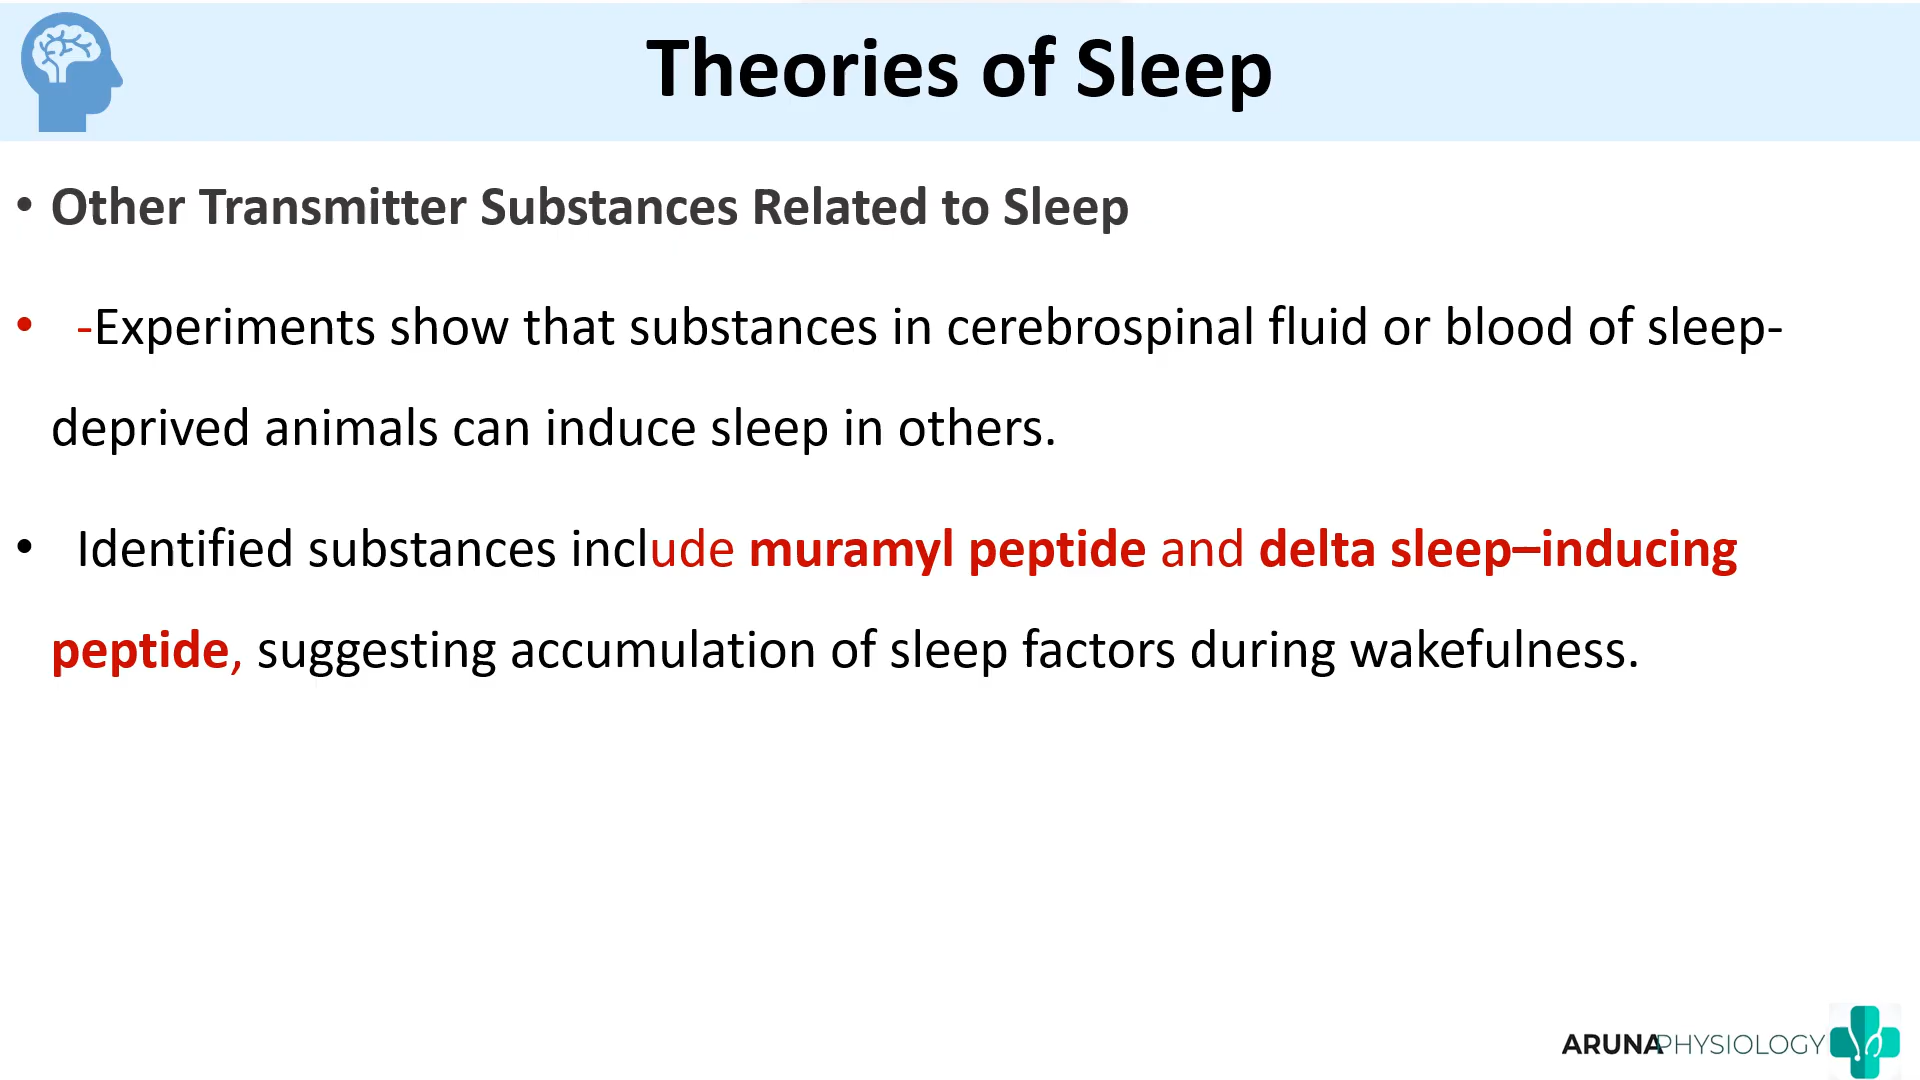 Theories of Sleep
• Other Transmitter Substances Related to Sleep
• -Experiments show that substances in cerebrospinal fluid or blood of sleep-
deprived animals can induce sleep in others.
• Identified substances include muramyl peptide and delta sleep–inducing
peptide, suggesting accumulation of sleep factors during wakefulness.
ARUNAPHYSIOLOGY